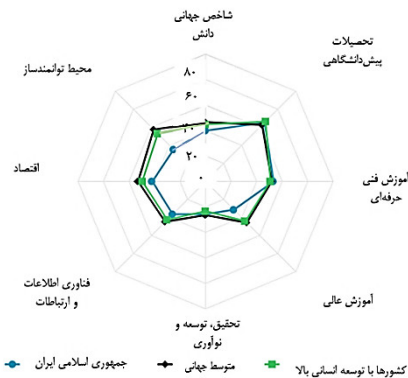 شاخص جهانی
دانش
تحصیلات
پیش‌دانشگاهی
محیط توانمندساز
۸۰
۶۰
۲۰
۰
اقتصاد
آموزش فنی
حرفه‌ای
فناوری اطلاعات
و ارتباطات
آموزش عالی
تحقیق، توسعه و
نوآوری
جمهوری اسلامی ایران
متوسط جهانی
کشورها با توسعه انسانی بالا